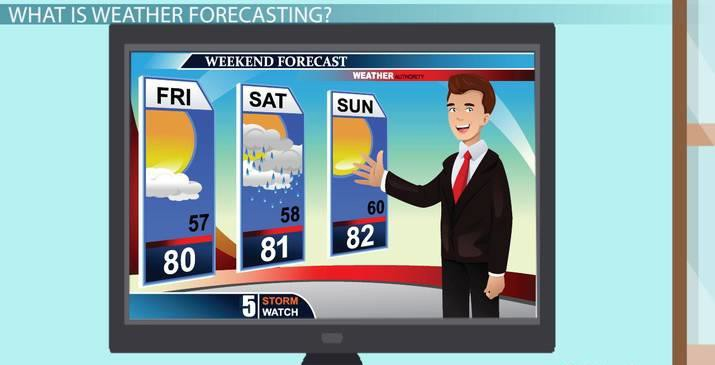 WHAT IS WEATHER FORECASTING?
WEEKEND FORECAST
WEATHER AUTHORITY
FRI
SAT
SUN
57
58
60
80
81
82
5 STORM
WATCH